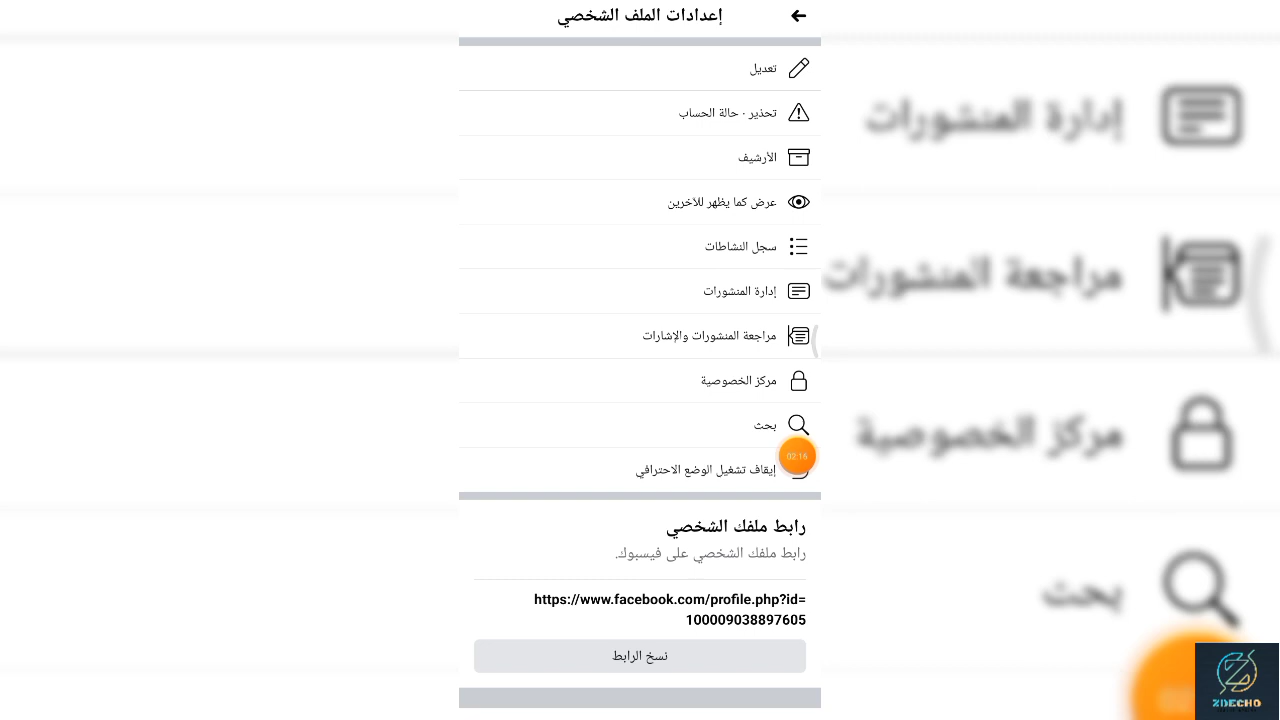 إعدادات الملف الشخصي
تعديل
تحذير · حالة الحساب
الأرشيف
عرض كما يظهر للآخرين
سجل النشاطات
إدارة المنشورات
مراجعة المنشورات والإشارات
مركز الخصوصية
بحث
02:16
إيقاف تشغيل الوضع الاحترافي
رابط ملفك الشخصي
رابط ملفك الشخصي على فيسبوك.
https://www.facebook.com/profile.php?id=
100009038897605
نسخ الرابط
إدارة المنشورات
مراجعة المنشورات
مركز الخصوصية
بحث
ZDECHO